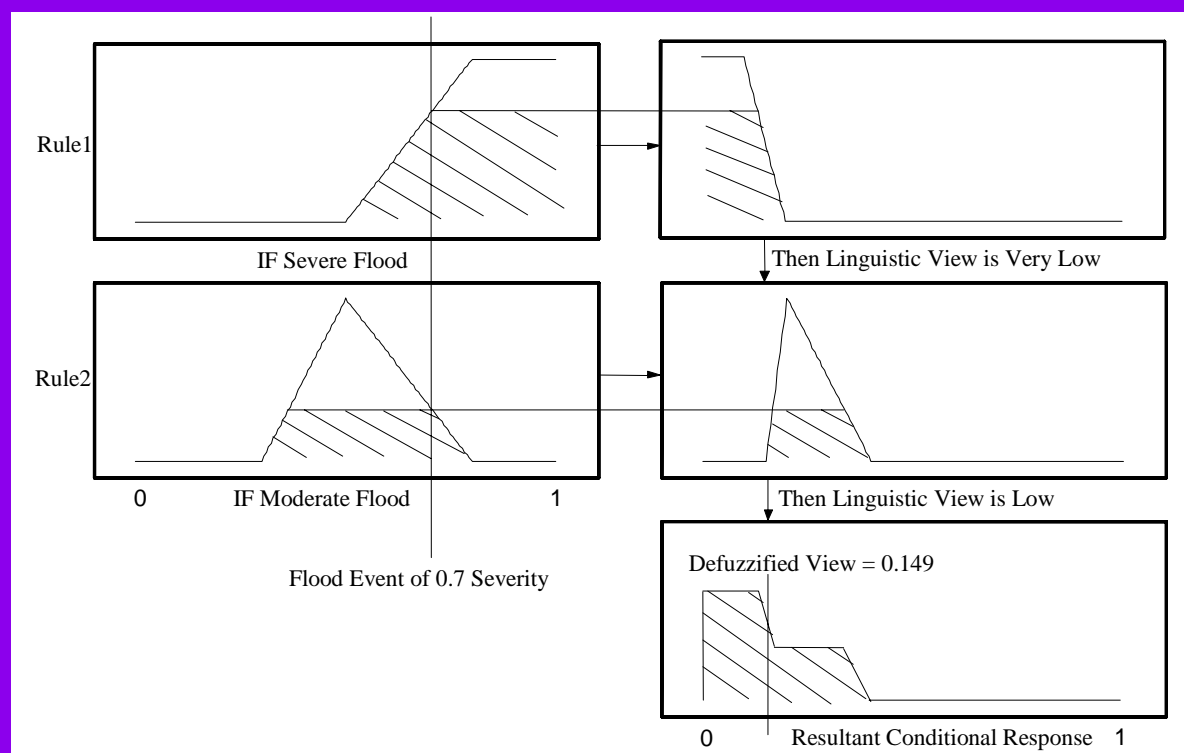 Rule1
IF Severe Flood
Then Linguistic View is Very Low
Rule2
0
IF Moderate Flood
1
Then Linguistic View is Low
Flood Event of 0.7 Severity
Defuzzified View = 0.149
0
Resultant Conditional Response
1